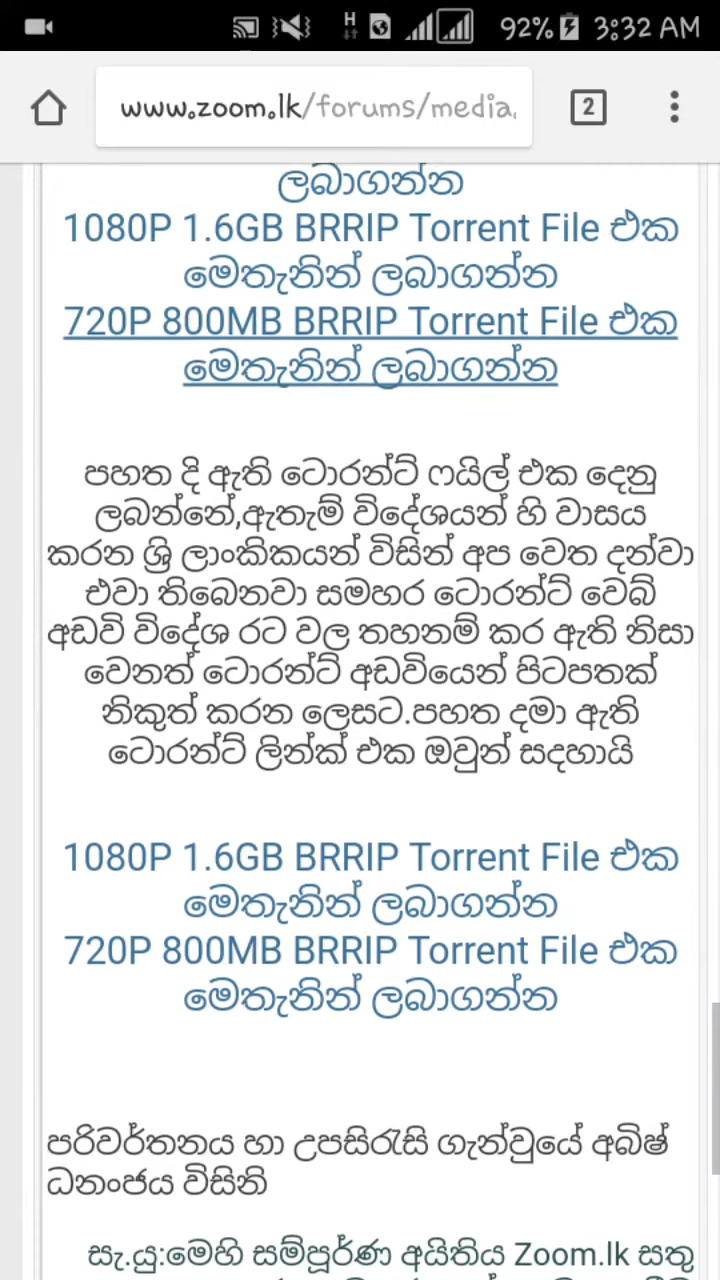 H 92% 3:32 AM
www.zoom.lk/forums/media
2
ලබාගන්න
1080P 1.6GB BRRIP Torrent File එක
මෙතැනින් ලබාගන්න
720P 800MB BRRIP Torrent File එක
මෙතැනින් ලබාගන්න
පහත දි ඇති ටොරන්ට් ෆයිල් එක දෙනු
ලබන්නේ,ඇතැම් විදේශයන් හි වාසය
කරන ශ්‍රි ලාංකිකයන් විසින් අප වෙත දන්වා
එවා තිබෙනවා සමහර ටොරන්ට් වෙබ්
අඩවි විදේශ රට වල තහනම් කර ඇති නිසා
වෙනත් ටොරන්ට් අඩවියෙන් පිටපතක්
නිකුත් කරන ලෙසට.පහත දමා ඇති
ටොරන්ට් ලින්ක් එක ඔවුන් සදහායි
1080P 1.6GB BRRIP Torrent File එක
මෙතැනින් ලබාගන්න
720P 800MB BRRIP Torrent File එක
මෙතැනින් ලබාගන්න
පරිවර්තනය හා උපසිරැසි ගැන්වුයේ අබිෂ්
ධනංජය විසිනි
සැ.යු:මෙහි සම්පූර්ණ අයිතිය Zoom.lk සතු